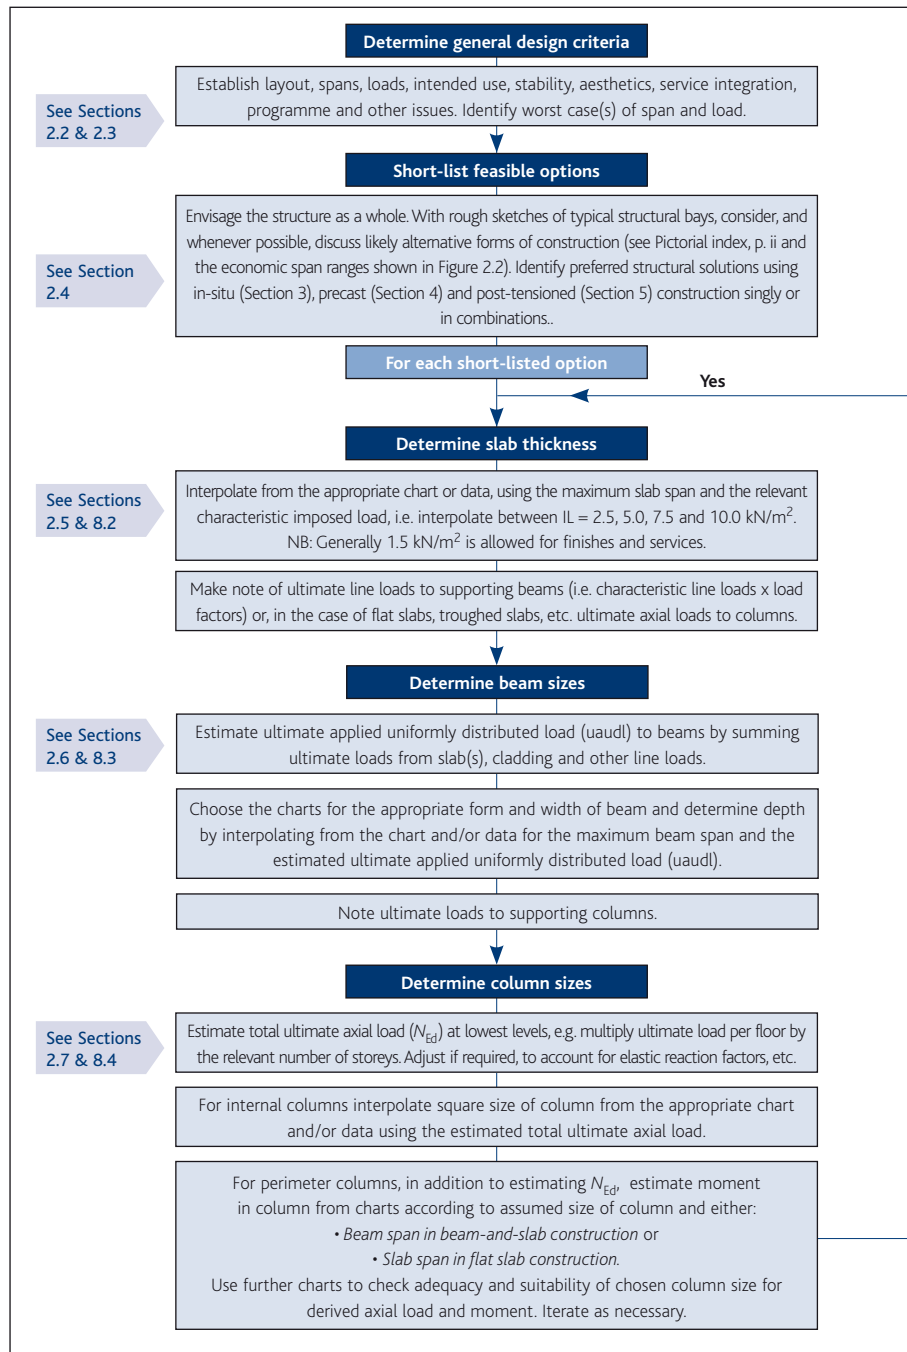 Determine general design criteria
Establish layout, spans, loads, intended use, stability, aesthetics, service integration,
programme and other issues. Identify worst case(s) of span and load.
See Sections
2.2 & 2.3
Short-list feasible options
Envisage the structure as a whole. With rough sketches of typical structural bays, consider, and
whenever possible, discuss likely alternative forms of construction (see Pictorial index, p. ii and
the economic span ranges shown in Figure 2.2). Identify preferred structural solutions using
in-situ (Section 3), precast (Section 4) and post-tensioned (Section 5) construction singly or
in combinations..
See Section
2.4
For each short-listed option
Yes
Determine slab thickness
See Sections
2.5 & 8.2
Interpolate from the appropriate chart or data, using the maximum slab span and the relevant
characteristic imposed load, i.e. interpolate between IL = 2.5, 5.0, 7.5 and 10.0 kN/m².
NB: Generally 1.5 kN/m² is allowed for finishes and services.
Make note of ultimate line loads to supporting beams (i.e. characteristic line loads x load
factors) or, in the case of flat slabs, troughed slabs, etc. ultimate axial loads to columns.
Determine beam sizes
See Sections
2.6 & 8.3
Estimate ultimate applied uniformly distributed load (uaudl) to beams by summing
ultimate loads from slab(s), cladding and other line loads.
Choose the charts for the appropriate form and width of beam and determine depth
by interpolating from the chart and/or data for the maximum beam span and the
estimated ultimate applied uniformly distributed load (uaudl).
Note ultimate loads to supporting columns.
Determine column sizes
See Sections
2.7 & 8.4
Estimate total ultimate axial load (N_Ed) at lowest levels, e.g. multiply ultimate load per floor by
the relevant number of storeys. Adjust if required, to account for elastic reaction factors, etc.
For internal columns interpolate square size of column from the appropriate chart
and/or data using the estimated total ultimate axial load.
For perimeter columns, in addition to estimating N_Ed, estimate moment
in column from charts according to assumed size of column and either:
• Beam span in beam-and-slab construction or
• Slab span in flat slab construction.
Use further charts to check adequacy and suitability of chosen column size for
derived axial load and moment. Iterate as necessary.